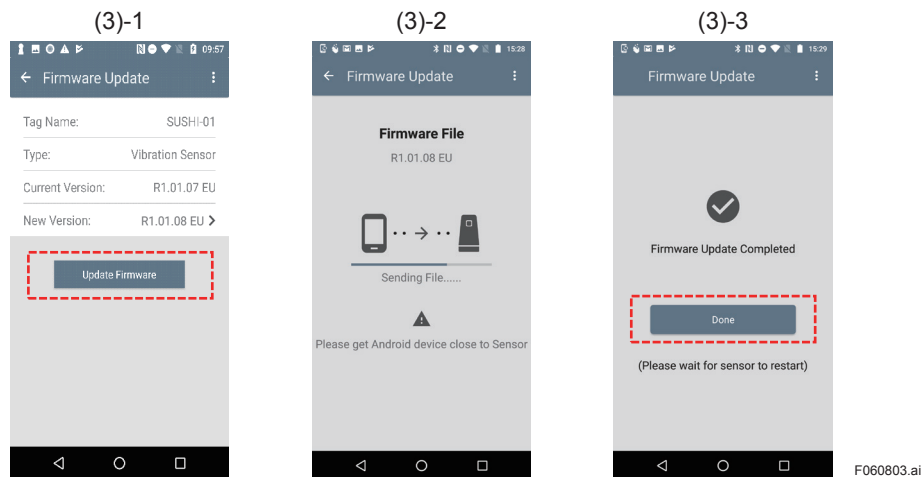 (3)-1
09:57
Firmware Update
Tag Name: SUSHI-01
Type: Vibration Sensor
Current Version: R1.01.07 EU
New Version: R1.01.08 EU
Update Firmware
(3)-2
15:28
Firmware Update
Firmware File
R1.01.08 EU
Sending File......
Please get Android device close to Sensor
(3)-3
15:29
Firmware Update
Firmware Update Completed
Done
(Please wait for sensor to restart)
F060803.ai